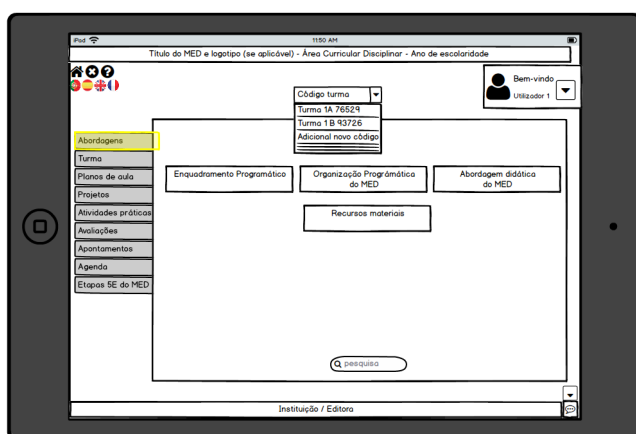 iPod
11:50 AM
Título do MED e logotipo (se aplicável) - Área Curricular Disciplinar - Ano de escolaridade
Bem-vindo
Utilizador 1
Código turma
Turma 1A 76529
Turma 1 B 93726
Adicional novo código
Abordagens
Turma
Planos de aula
Projetos
Atividades práticas
Avaliações
Apontamentos
Agenda
Etapas 5E do MED
Enquadramento Programático
Organização Prográmática
do MED
Abordagem didática
do MED
Recursos materiais
pesquisa
Instituição / Editora